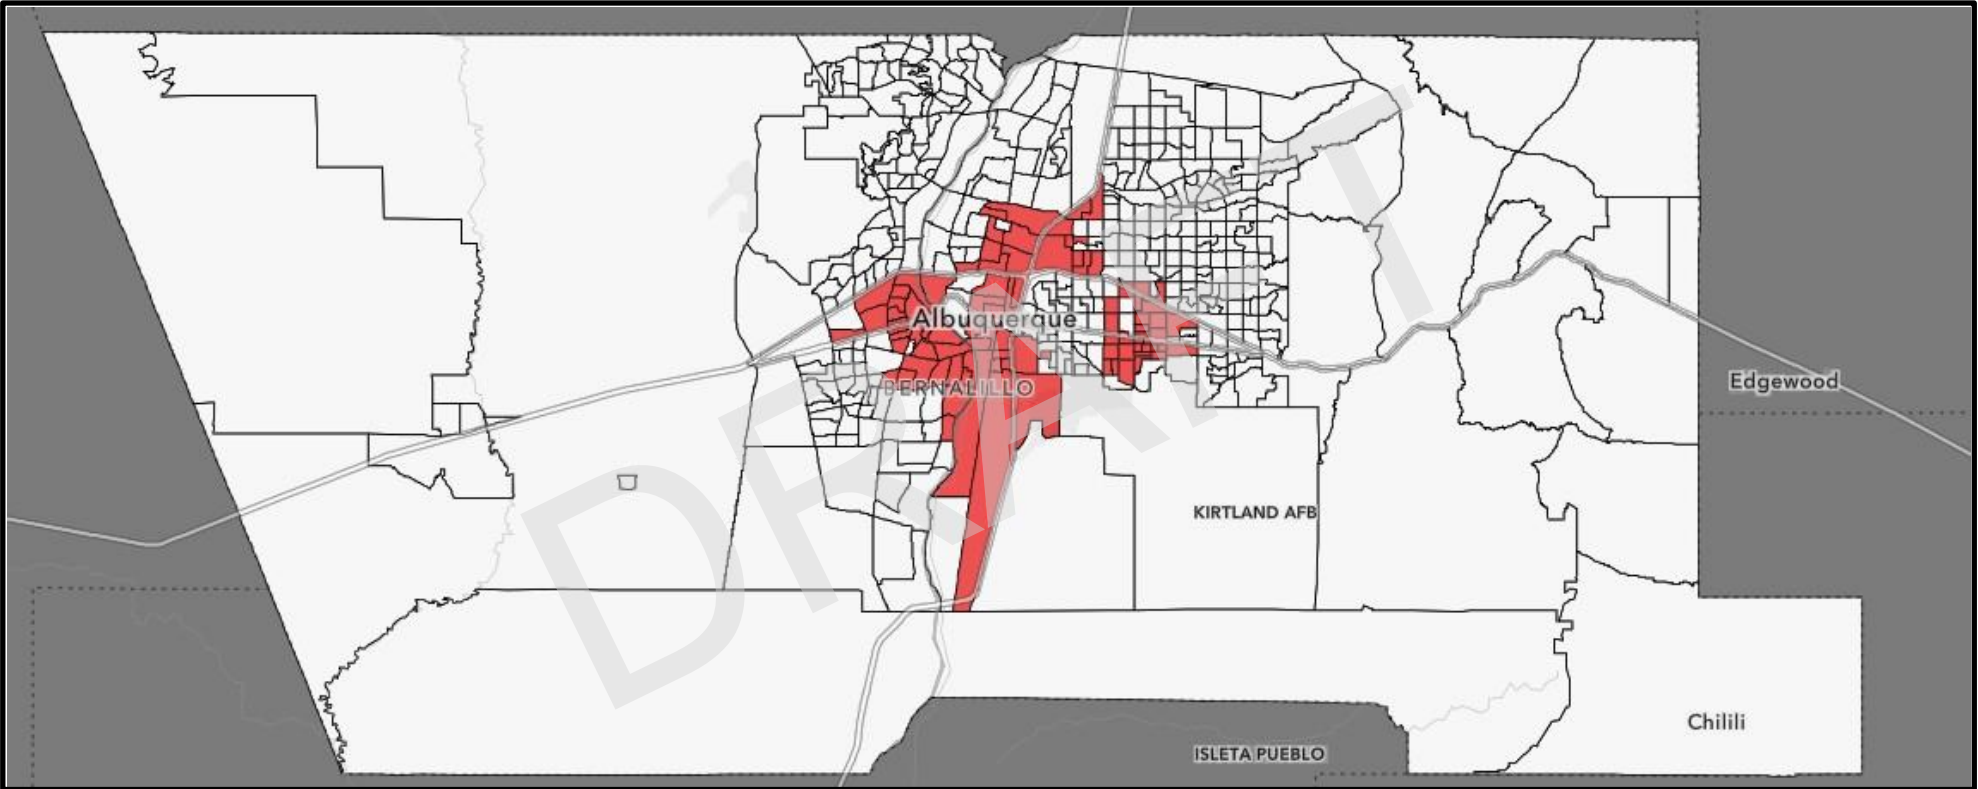 DRAFT
Albuquerque
BERNALILLO
Edgewood
KIRTLAND AFB
Chilili
ISLETA PUEBLO